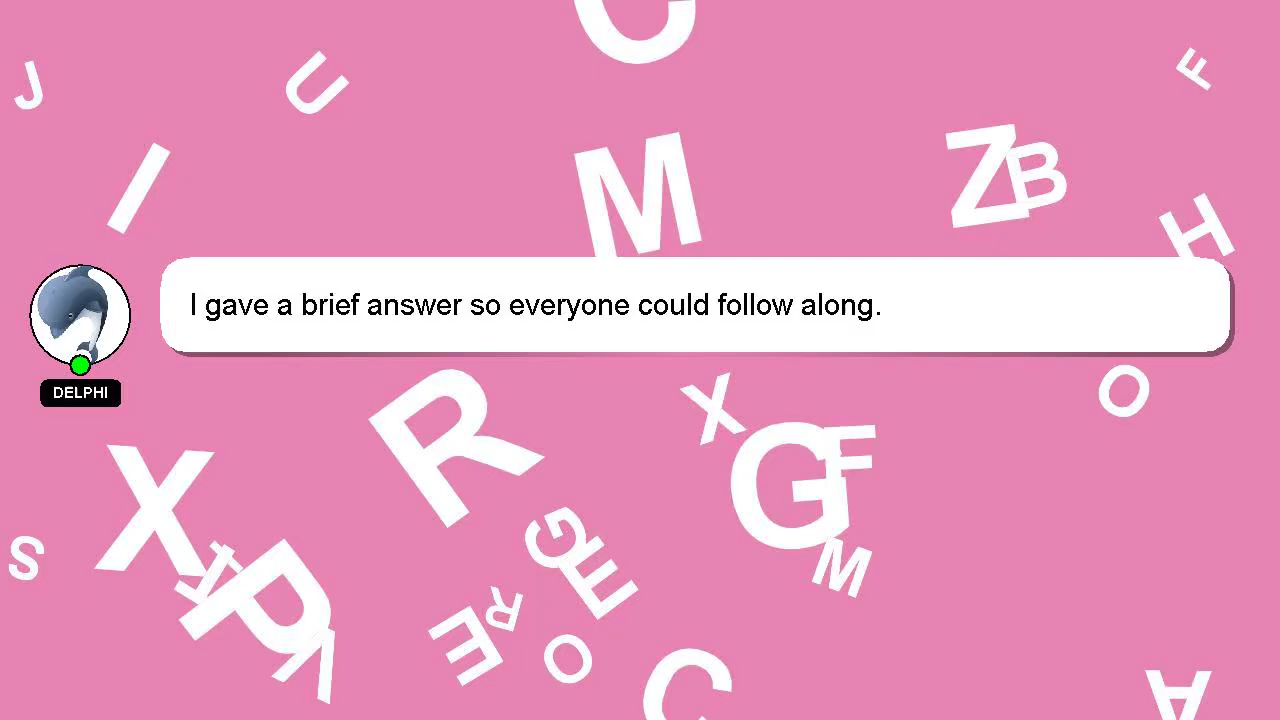 C
J
U
F
I
M
Z
B
H
I gave a brief answer so everyone could follow along.
DELPHI
R
X
O
G
F
X
S
G
E
M
P
R
E
O
V
C
A